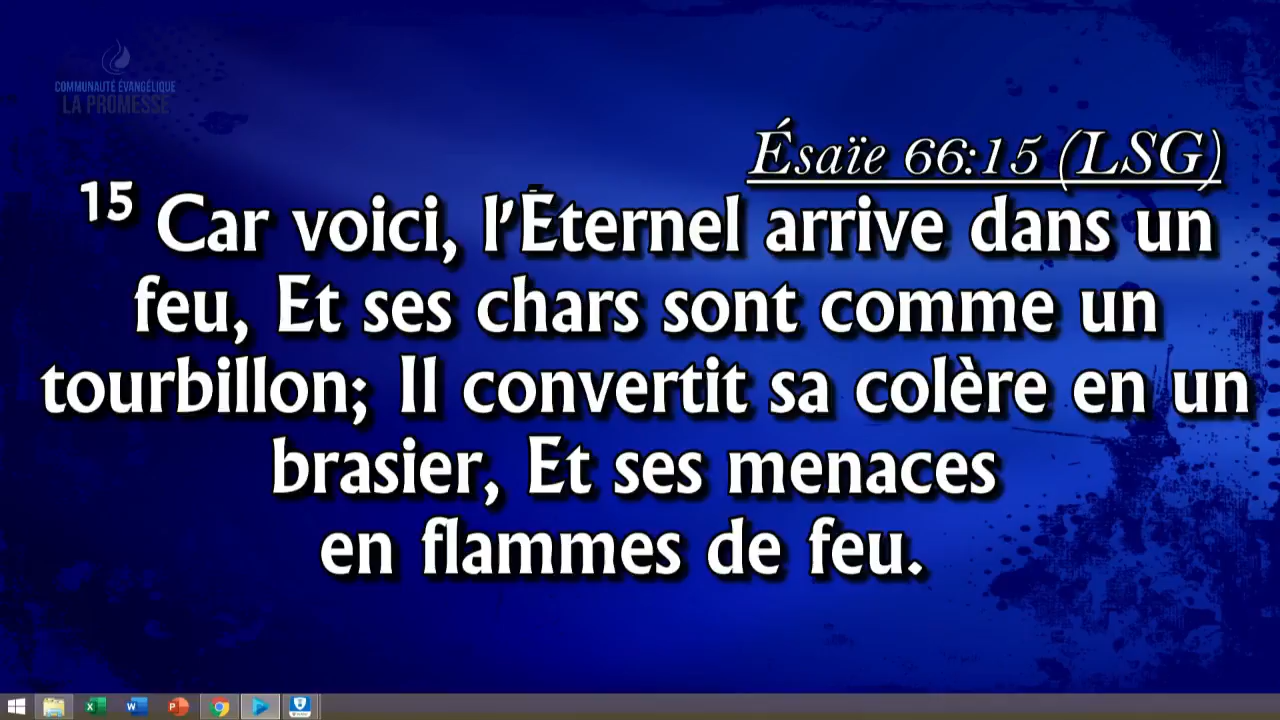 COMMUNAUTÉ ÉVANGÉLIQUE
LA PROMESSE
Ésaïe 66:15 (LSG)
15 Car voici, l'Éternel arrive dans un
feu, Et ses chars sont comme un
tourbillon; Il convertit sa colère en un
brasier, Et ses menaces
en flammes de feu.